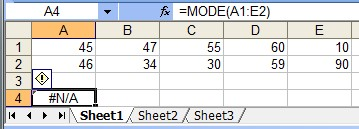 A4 fx =MODE(A1:E2)
A B C D E
1 45 47 55 60 10
2 46 34 30 59 90
3
4 #N/A
Sheet1 Sheet2 Sheet3